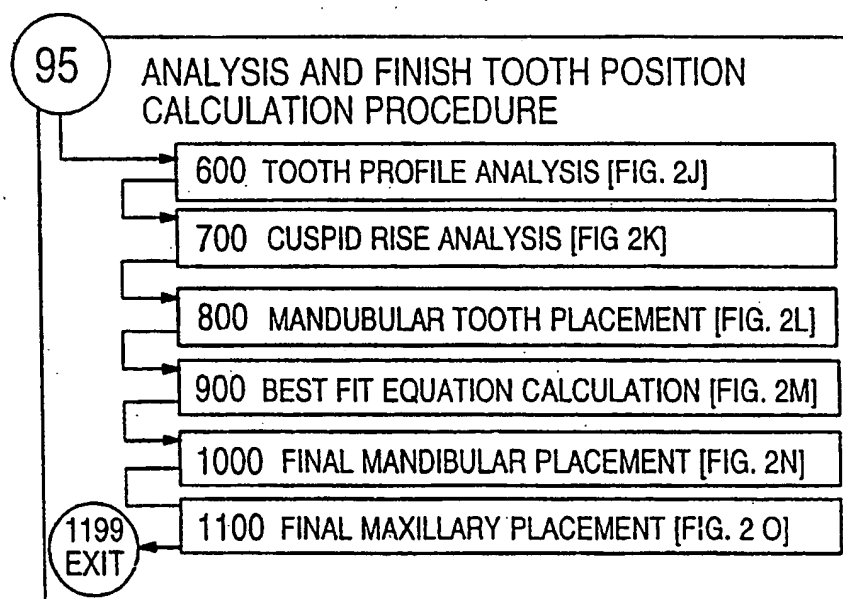 95
ANALYSIS AND FINISH TOOTH POSITION
CALCULATION PROCEDURE
600 TOOTH PROFILE ANALYSIS [FIG. 2J]
700 CUSPID RISE ANALYSIS [FIG 2K]
800 MANDUBULAR TOOTH PLACEMENT [FIG. 2L]
900 BEST FIT EQUATION CALCULATION [FIG. 2M]
1000 FINAL MANDIBULAR PLACEMENT [FIG. 2N]
1100 FINAL MAXILLARY PLACEMENT [FIG. 2 O]
1199
EXIT